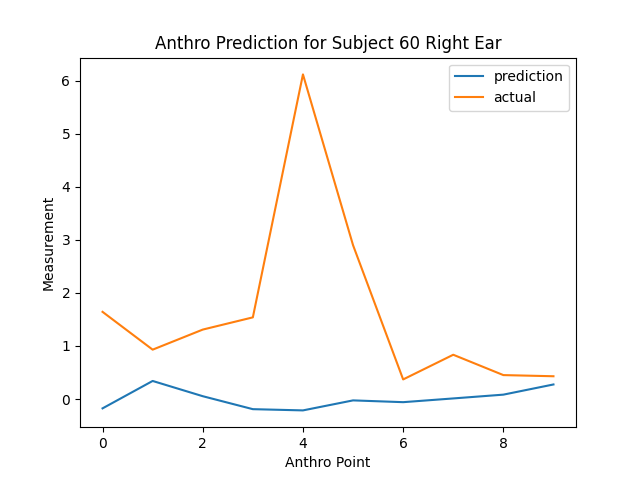 Anthro Prediction for Subject 60 Right Ear
prediction
actual
Measurement
6
5
4
3
2
1
0
0 2 4 6 8
Anthro Point